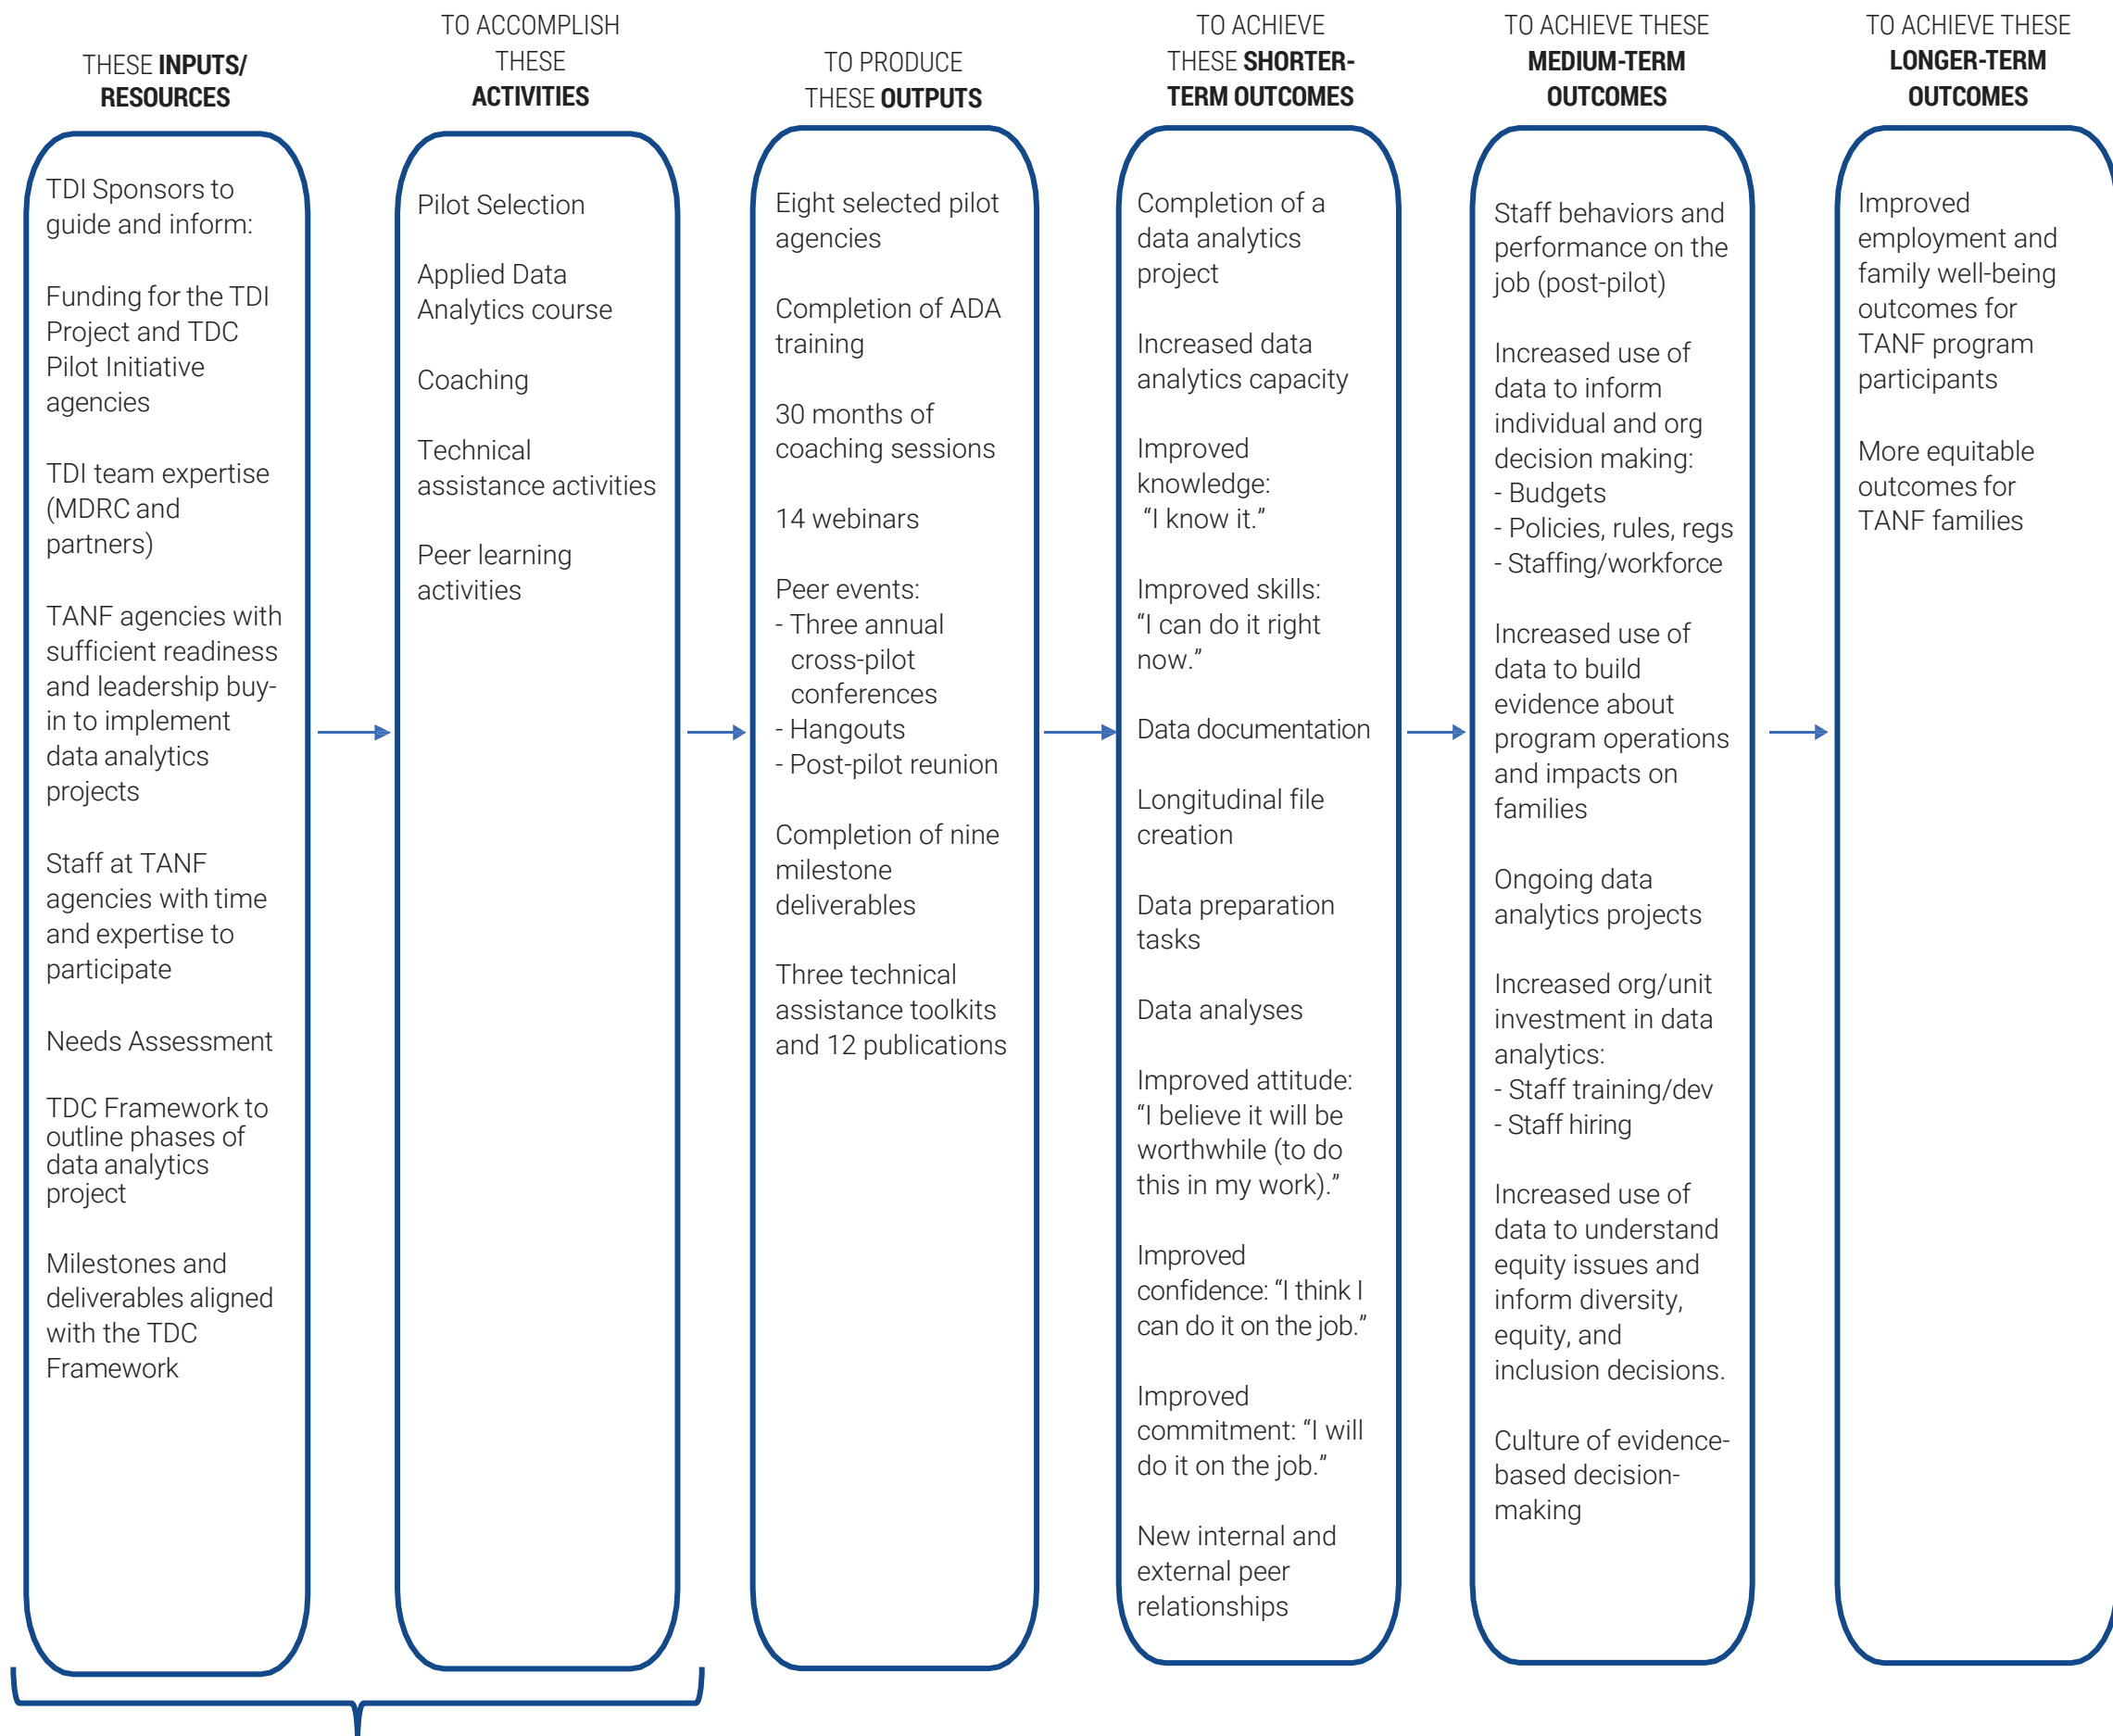 THESE INPUTS/
RESOURCES
TDI Sponsors to
guide and inform:
Funding for the TDI
Project and TDC
Pilot Initiative
agencies
TDI team expertise
(MDRC and
partners)
TANF agencies with
sufficient readiness
and leadership buy-
in to implement
data analytics
projects
Staff at TANF
agencies with time
and expertise to
participate
Needs Assessment
TDC Framework to
outline phases of
data analytics
project
Milestones and
deliverables aligned
with the TDC
Framework
TO ACCOMPLISH
THESE
ACTIVITIES
Pilot Selection
Applied Data
Analytics course
Coaching
Technical
assistance activities
Peer learning
activities
TO PRODUCE
THESE OUTPUTS
Eight selected pilot
agencies
Completion of ADA
training
30 months of
coaching sessions
14 webinars
Peer events:
- Three annual
cross-pilot
conferences
- Hangouts
- Post-pilot reunion
Completion of nine
milestone
deliverables
Three technical
assistance toolkits
and 12 publications
TO ACHIEVE
THESE SHORTER-
TERM OUTCOMES
Completion of a
data analytics
project
Increased data
analytics capacity
Improved
knowledge:
“I know it.”
Improved skills:
“I can do it right
now.”
Data documentation
Longitudinal file
creation
Data preparation
tasks
Data analyses
Improved attitude:
“I believe it will be
worthwhile (to do
this in my work).”
Improved
confidence: “I think I
can do it on the job.”
Improved
commitment: “I will
do it on the job.”
New internal and
external peer
relationships
TO ACHIEVE THESE
MEDIUM-TERM
OUTCOMES
Staff behaviors and
performance on the
job (post-pilot)
Increased use of
data to inform
individual and org
decision making:
- Budgets
- Policies, rules, regs
- Staffing/workforce
Increased use of
data to build
evidence about
program operations
and impacts on
families
Ongoing data
analytics projects
Increased org/unit
investment in data
analytics:
- Staff training/dev
- Staff hiring
Increased use of
data to understand
equity issues and
inform diversity,
equity, and
inclusion decisions.
Culture of evidence-
based decision-
making
TO ACHIEVE THESE
LONGER-TERM
OUTCOMES
Improved
employment and
family well-being
outcomes for
TANF program
participants
More equitable
outcomes for
TANF families